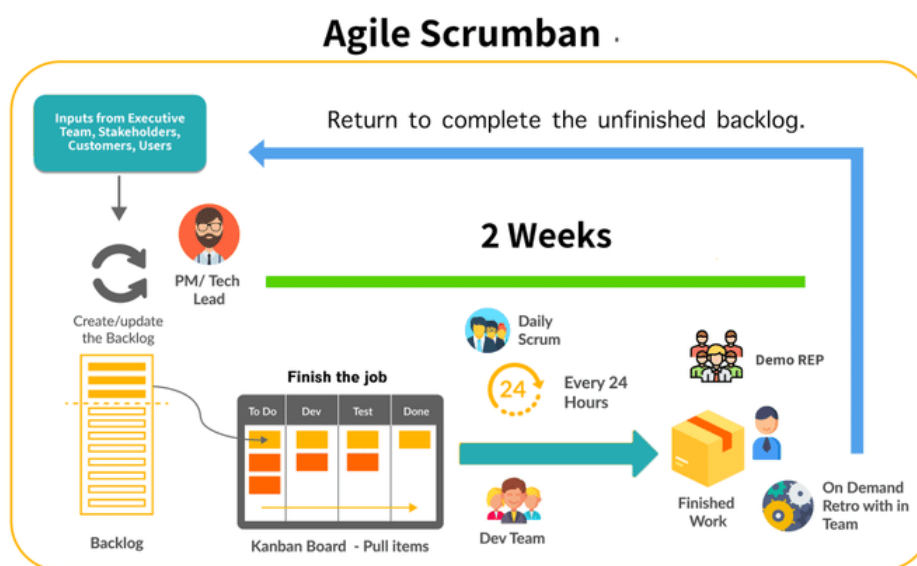 Agile Scrumban .
Inputs from Executive
Team, Stakeholders,
Customers, Users
Return to complete the unfinished backlog.
2 Weeks
PM/ Tech
Lead
Create/update
the Backlog
Daily
Scrum
24
Every 24
Hours
Demo REP
Finish the job
To Do
Dev
Test
Done
Finished
Work
On Demand
Retro with in
Team
Dev Team
Backlog
Kanban Board - Pull items